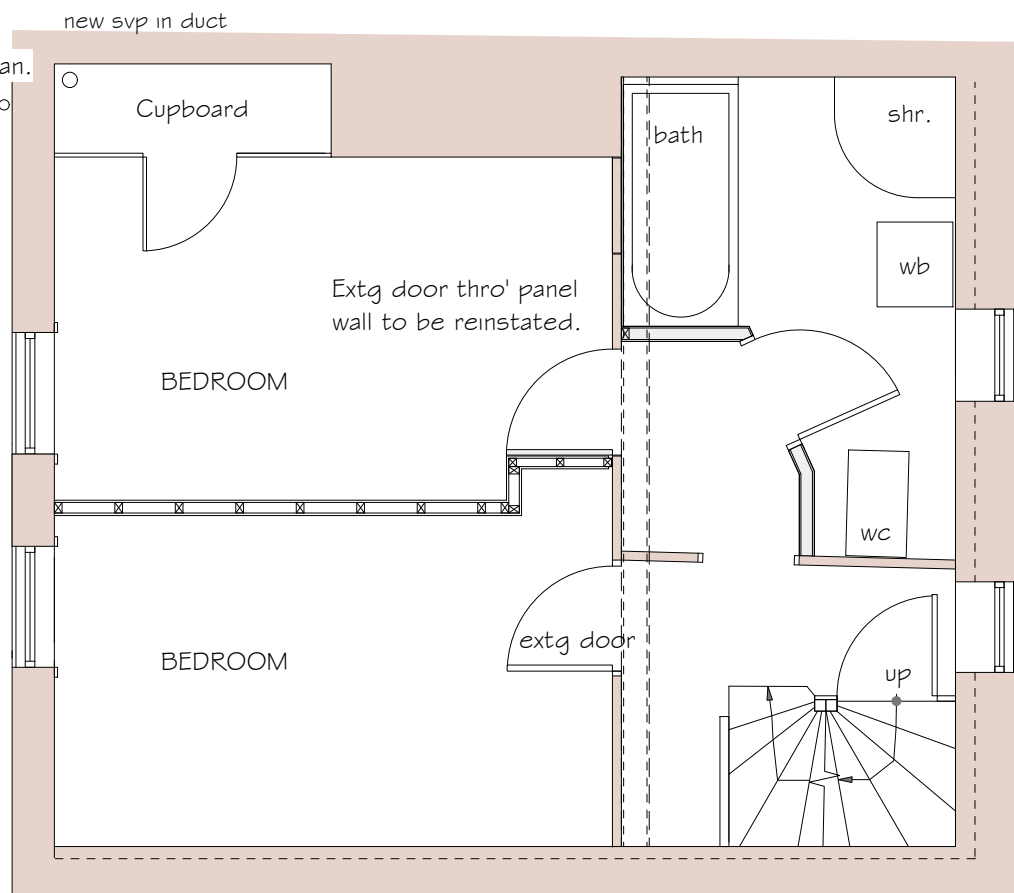 new svp in duct
an.
Cupboard
bath
shr.
wb
Extg door thro' panel
wall to be reinstated.
BEDROOM
wc
extg door
BEDROOM
up